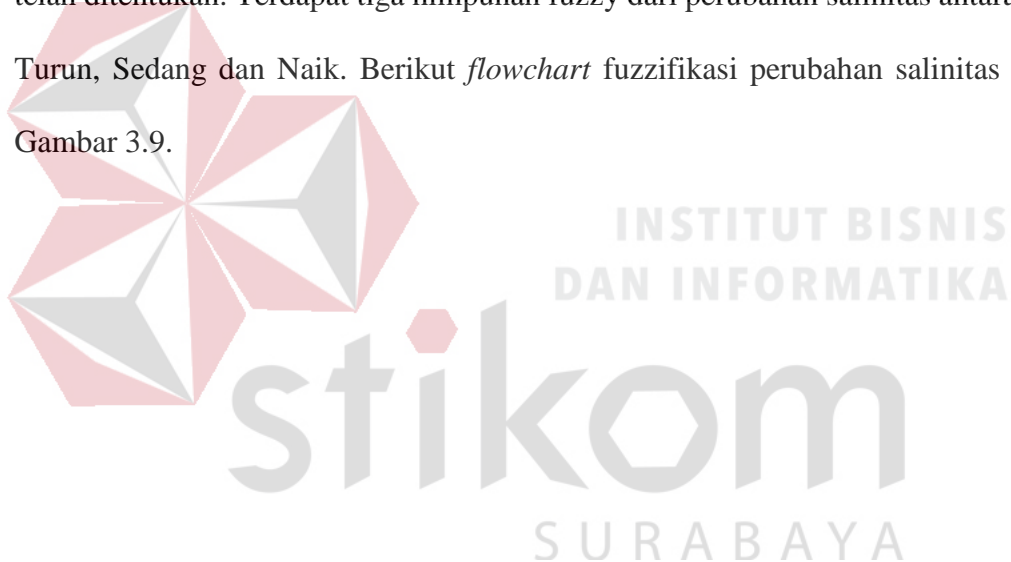 telah ditentukan. Terdapat tiga himpunan fuzzy dari perubahan salinitas antara
Turun, Sedang dan Naik. Berikut flowchart fuzzifikasi perubahan salinitas
Gambar 3.9.
INSTITUT BISNIS
DAN INFORMATIKA
stikom
SURABAYA